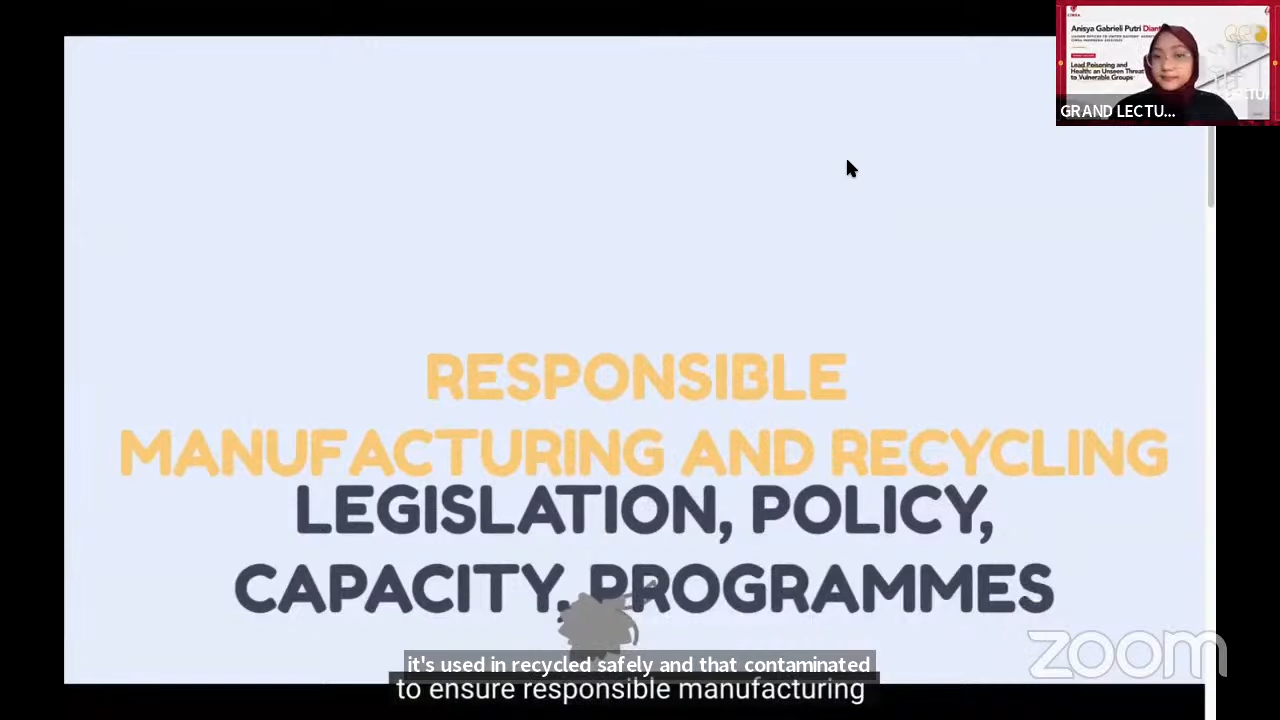 Anisya Gabrieli Putri
Lead Poisoning and
Health: an Unseen Threat
to Vulnerable Groups
GRAND LECTU...
RESPONSIBLE
MANUFACTURING AND RECYCLING
LEGISLATION, POLICY,
CAPACITY, PROGRAMMES
it's used in recycled safely and that contaminated
to ensure responsible manufacturing
zoom